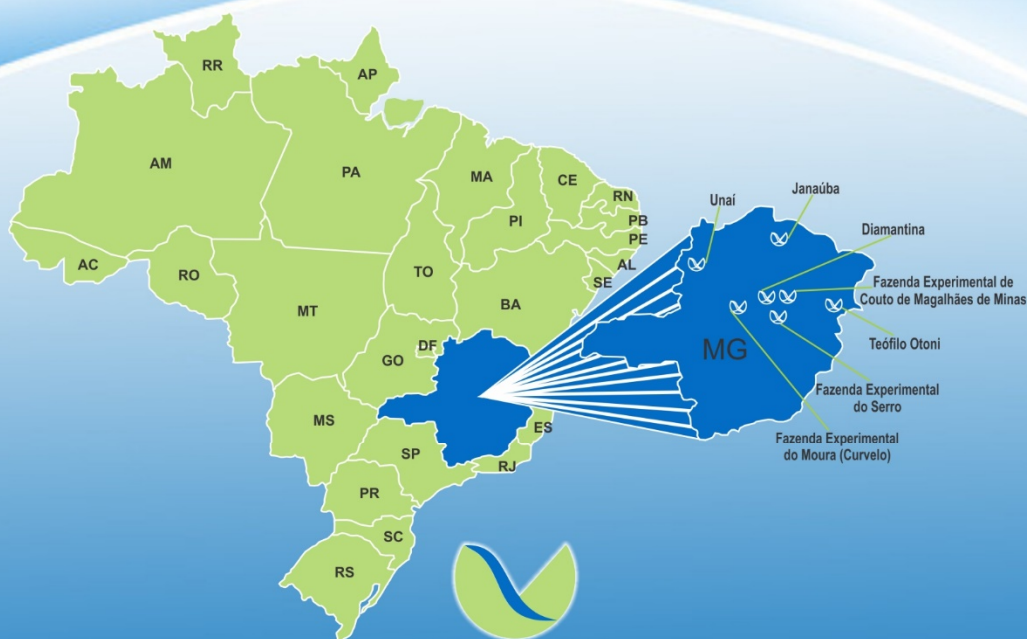 RR
AP
AM
PA
MA
CE
RN
PB
PE
AL
SE
PI
AC
RO
TO
BA
MT
DF
GO
MS
ES
SP
RJ
PR
SC
RS
Unaí
Janaúba
Diamantina
Fazenda Experimental de
Couto de Magalhães de Minas
Teófilo Otoni
MG
Fazenda Experimental
do Serro
Fazenda Experimental
do Moura (Curvelo)